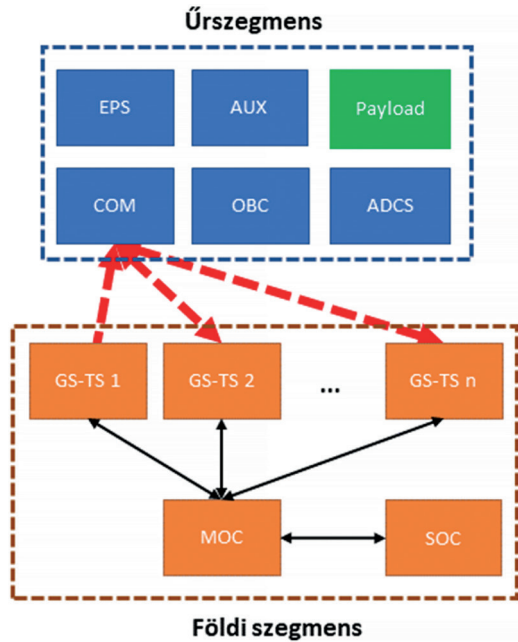 Űrszegmens
EPS AUX Payload
COM OBC ADCS
GS-TS 1 GS-TS 2 ... GS-TS n
MOC SOC
Földi szegmens